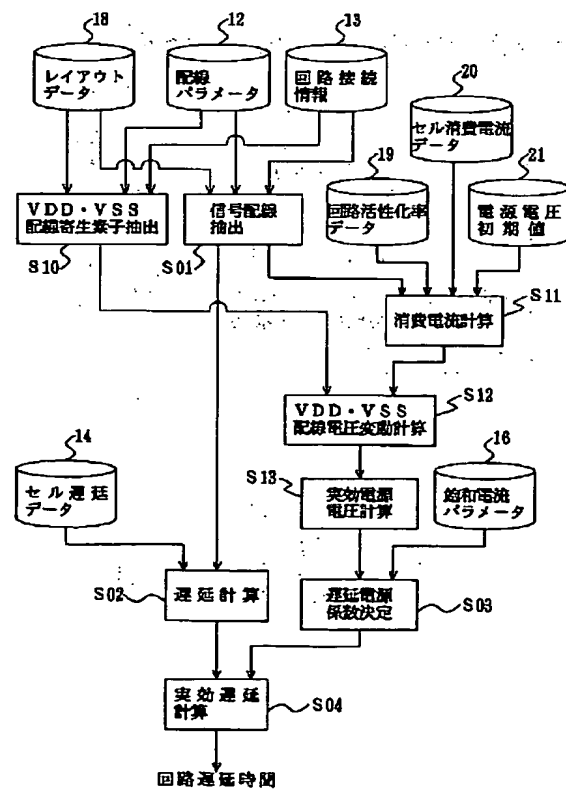 18
12
13
レイアウト
データ
配線
パラメータ
回路接続
情報
20
セル消費電流
データ
19
21
回路活性化率
データ
電源電圧
初期値
VDD・VSS
配線寄生素子抽出
信号配線
抽出
S10
S01
S11
消費電流計算
S12
VDD・VSS
配線電圧変動計算
14
16
セル遅延
データ
S13
実効電源
電圧計算
飽和電流
パラメータ
S02
遅延計算
遅延電源
係数決定
S03
実効遅延
計算
S04
回路遅延時間